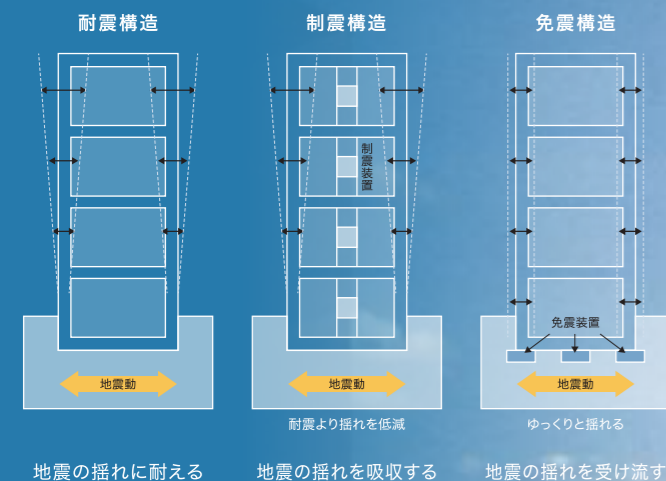 耐震構造
制震構造
免震構造
制震装置
免震装置
地震動
地震動
地震動
耐震より揺れを低減
ゆっくりと揺れる
地震の揺れに耐える
地震の揺れを吸収する
地震の揺れを受け流す